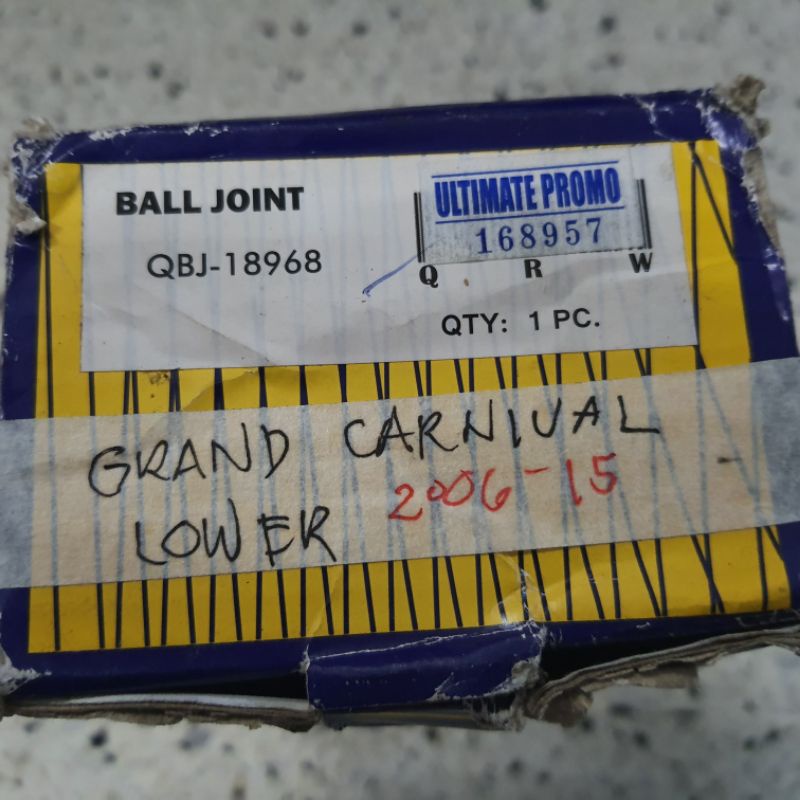 BALL JOINT
ULTIMATE PROMO
168957
QBJ-18968
Q R W
QTY: 1 PC.
GRAND CARNIVAL
LOWER 2006-15